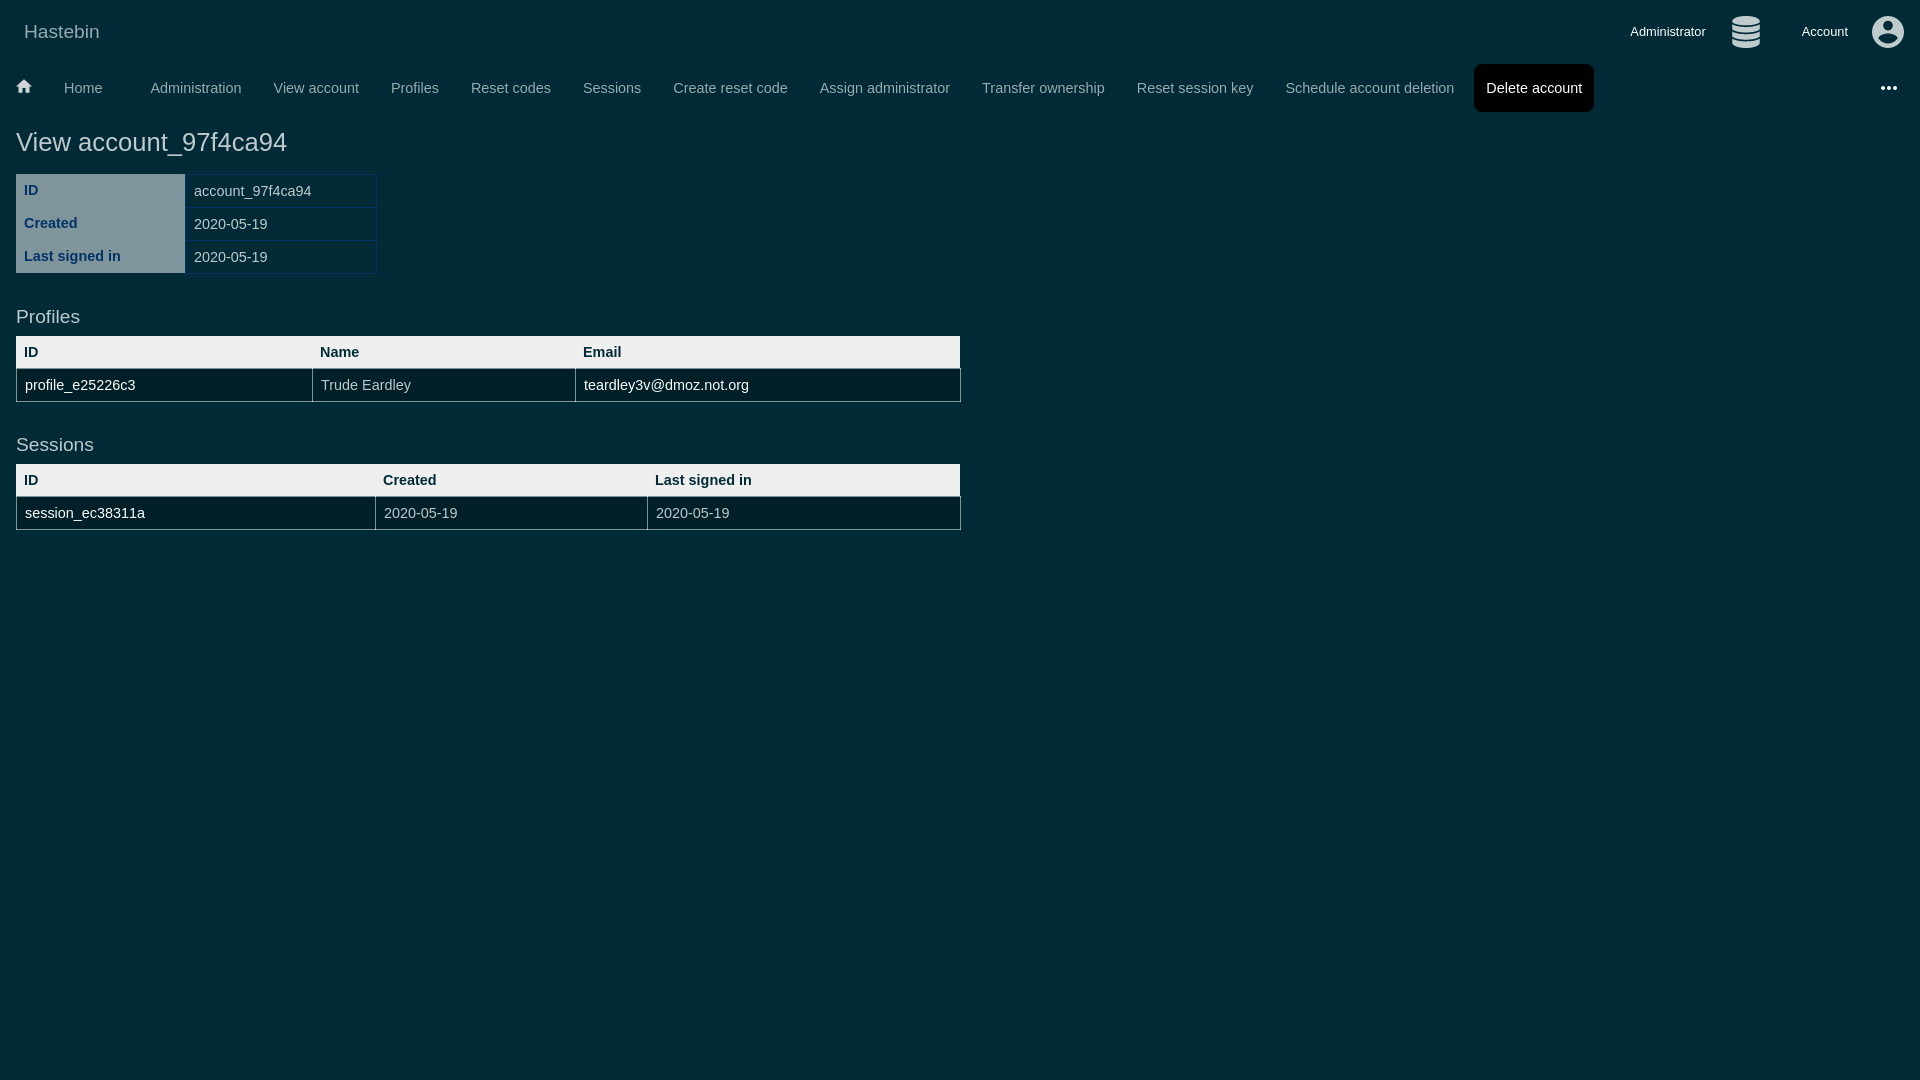 Hastebin
Administrator Account
Home Administration View account Profiles Reset codes Sessions Create reset code Assign administrator Transfer ownership Reset session key Schedule account deletion Delete account
View account_97f4ca94
ID account_97f4ca94
Created 2020-05-19
Last signed in 2020-05-19
Profiles
ID Name Email
profile_e25226c3 Trude Eardley teardley3v@dmoz.not.org
Sessions
ID Created Last signed in
session_ec38311a 2020-05-19 2020-05-19